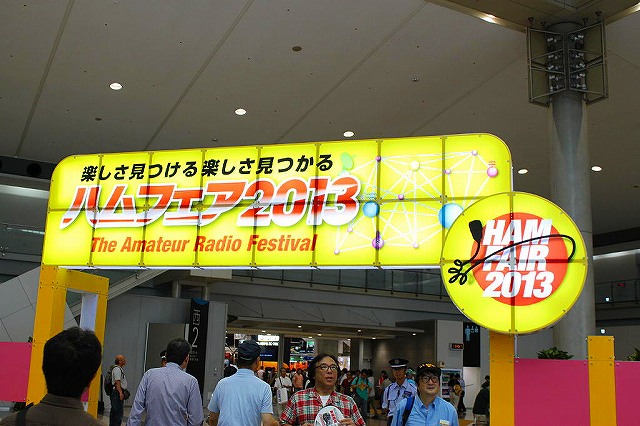 楽しさ見つける楽しさ見つかる
ハムフェア2013
The Amateur Radio Festival
HAM
FAIR
2013
2